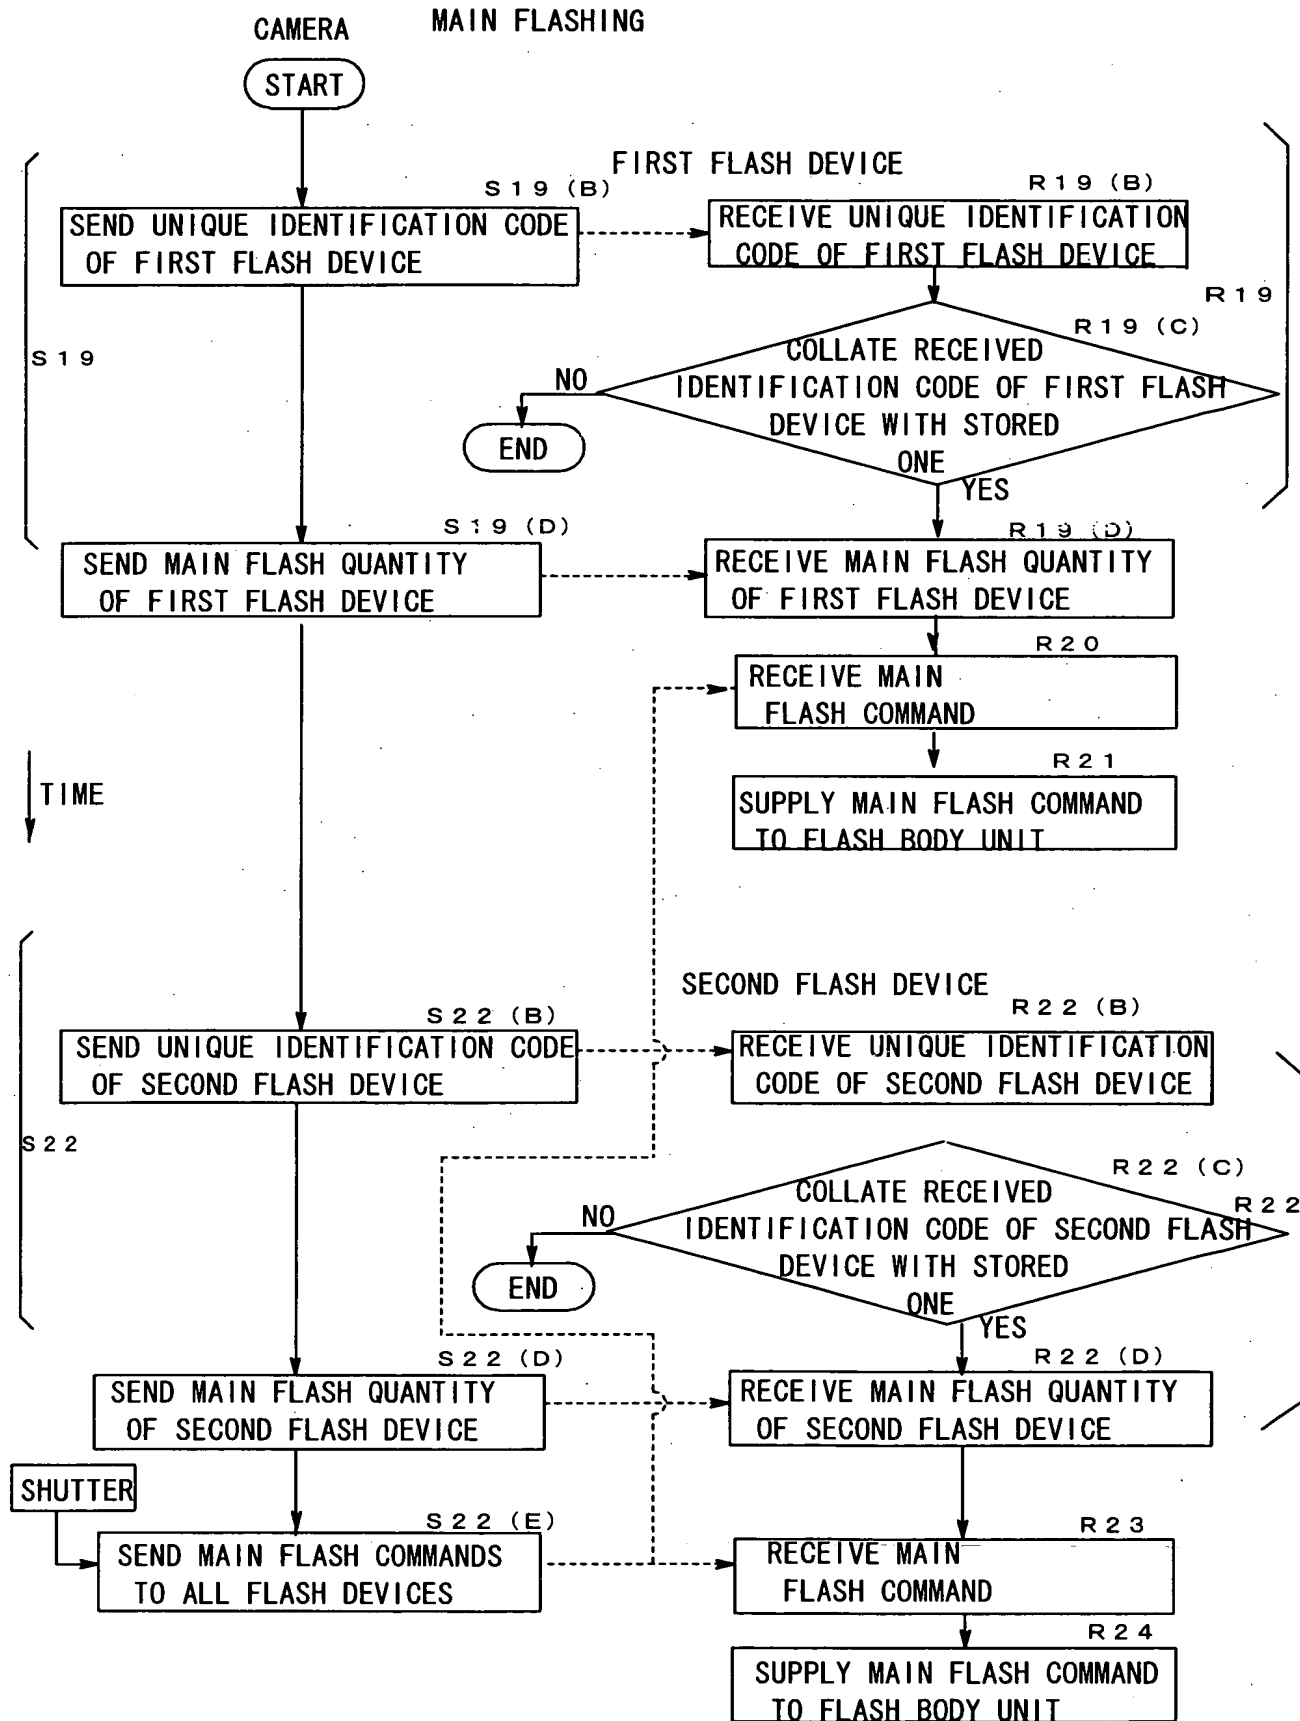 MAIN FLASHING
CAMERA
START
FIRST FLASH DEVICE
S19 (B)
R19 (B)
SEND UNIQUE IDENTIFICATION CODE
OF FIRST FLASH DEVICE
RECEIVE UNIQUE IDENTIFICATION
CODE OF FIRST FLASH DEVICE
R19
S19
R19 (C)
COLLATE RECEIVED
IDENTIFICATION CODE OF FIRST FLASH
DEVICE WITH STORED
ONE
NO
END
YES
S19 (D)
R19 (D)
SEND MAIN FLASH QUANTITY
OF FIRST FLASH DEVICE
RECEIVE MAIN FLASH QUANTITY
OF FIRST FLASH DEVICE
R20
RECEIVE MAIN
FLASH COMMAND
R21
TIME
SUPPLY MAIN FLASH COMMAND
TO FLASH BODY UNIT
SECOND FLASH DEVICE
S22 (B)
R22 (B)
SEND UNIQUE IDENTIFICATION CODE
OF SECOND FLASH DEVICE
RECEIVE UNIQUE IDENTIFICATION
CODE OF SECOND FLASH DEVICE
S22
R22 (C)
R22
COLLATE RECEIVED
IDENTIFICATION CODE OF SECOND FLASH
DEVICE WITH STORED
ONE
NO
END
YES
S22 (D)
R22 (D)
SEND MAIN FLASH QUANTITY
OF SECOND FLASH DEVICE
RECEIVE MAIN FLASH QUANTITY
OF SECOND FLASH DEVICE
SHUTTER
S22 (E)
R23
SEND MAIN FLASH COMMANDS
TO ALL FLASH DEVICES
RECEIVE MAIN
FLASH COMMAND
R24
SUPPLY MAIN FLASH COMMAND
TO FLASH BODY UNIT